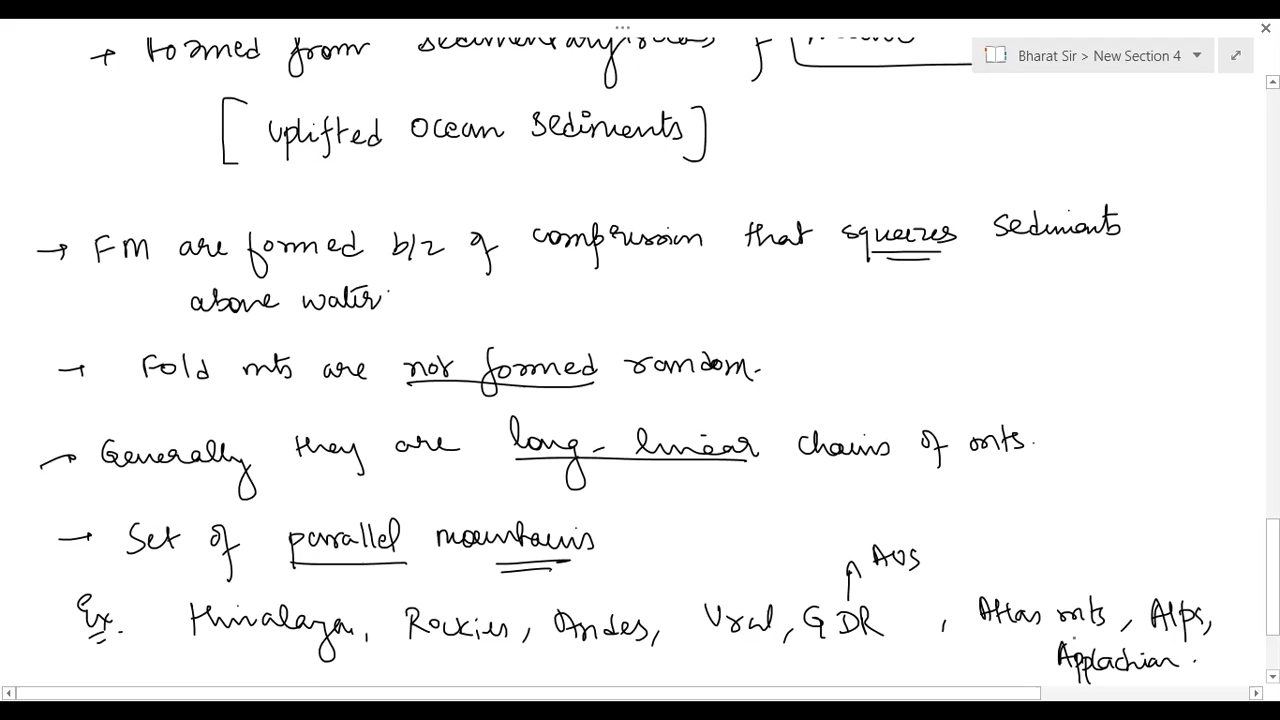 Bharat Sir > New Section 4
→ formed from sedimentary
[ uplifted ocean sediments ]
→ FM are formed b/z of compression that squeezes sediments
above water.
→ Fold mts are not formed random.
→ Generally they are long-linear chains of mts.
→ Set of parallel mountains
AUS
Ex. Himalaya, Rockies, Andes, Ural, GDR, Atlas mts, Alps,
Applachian.